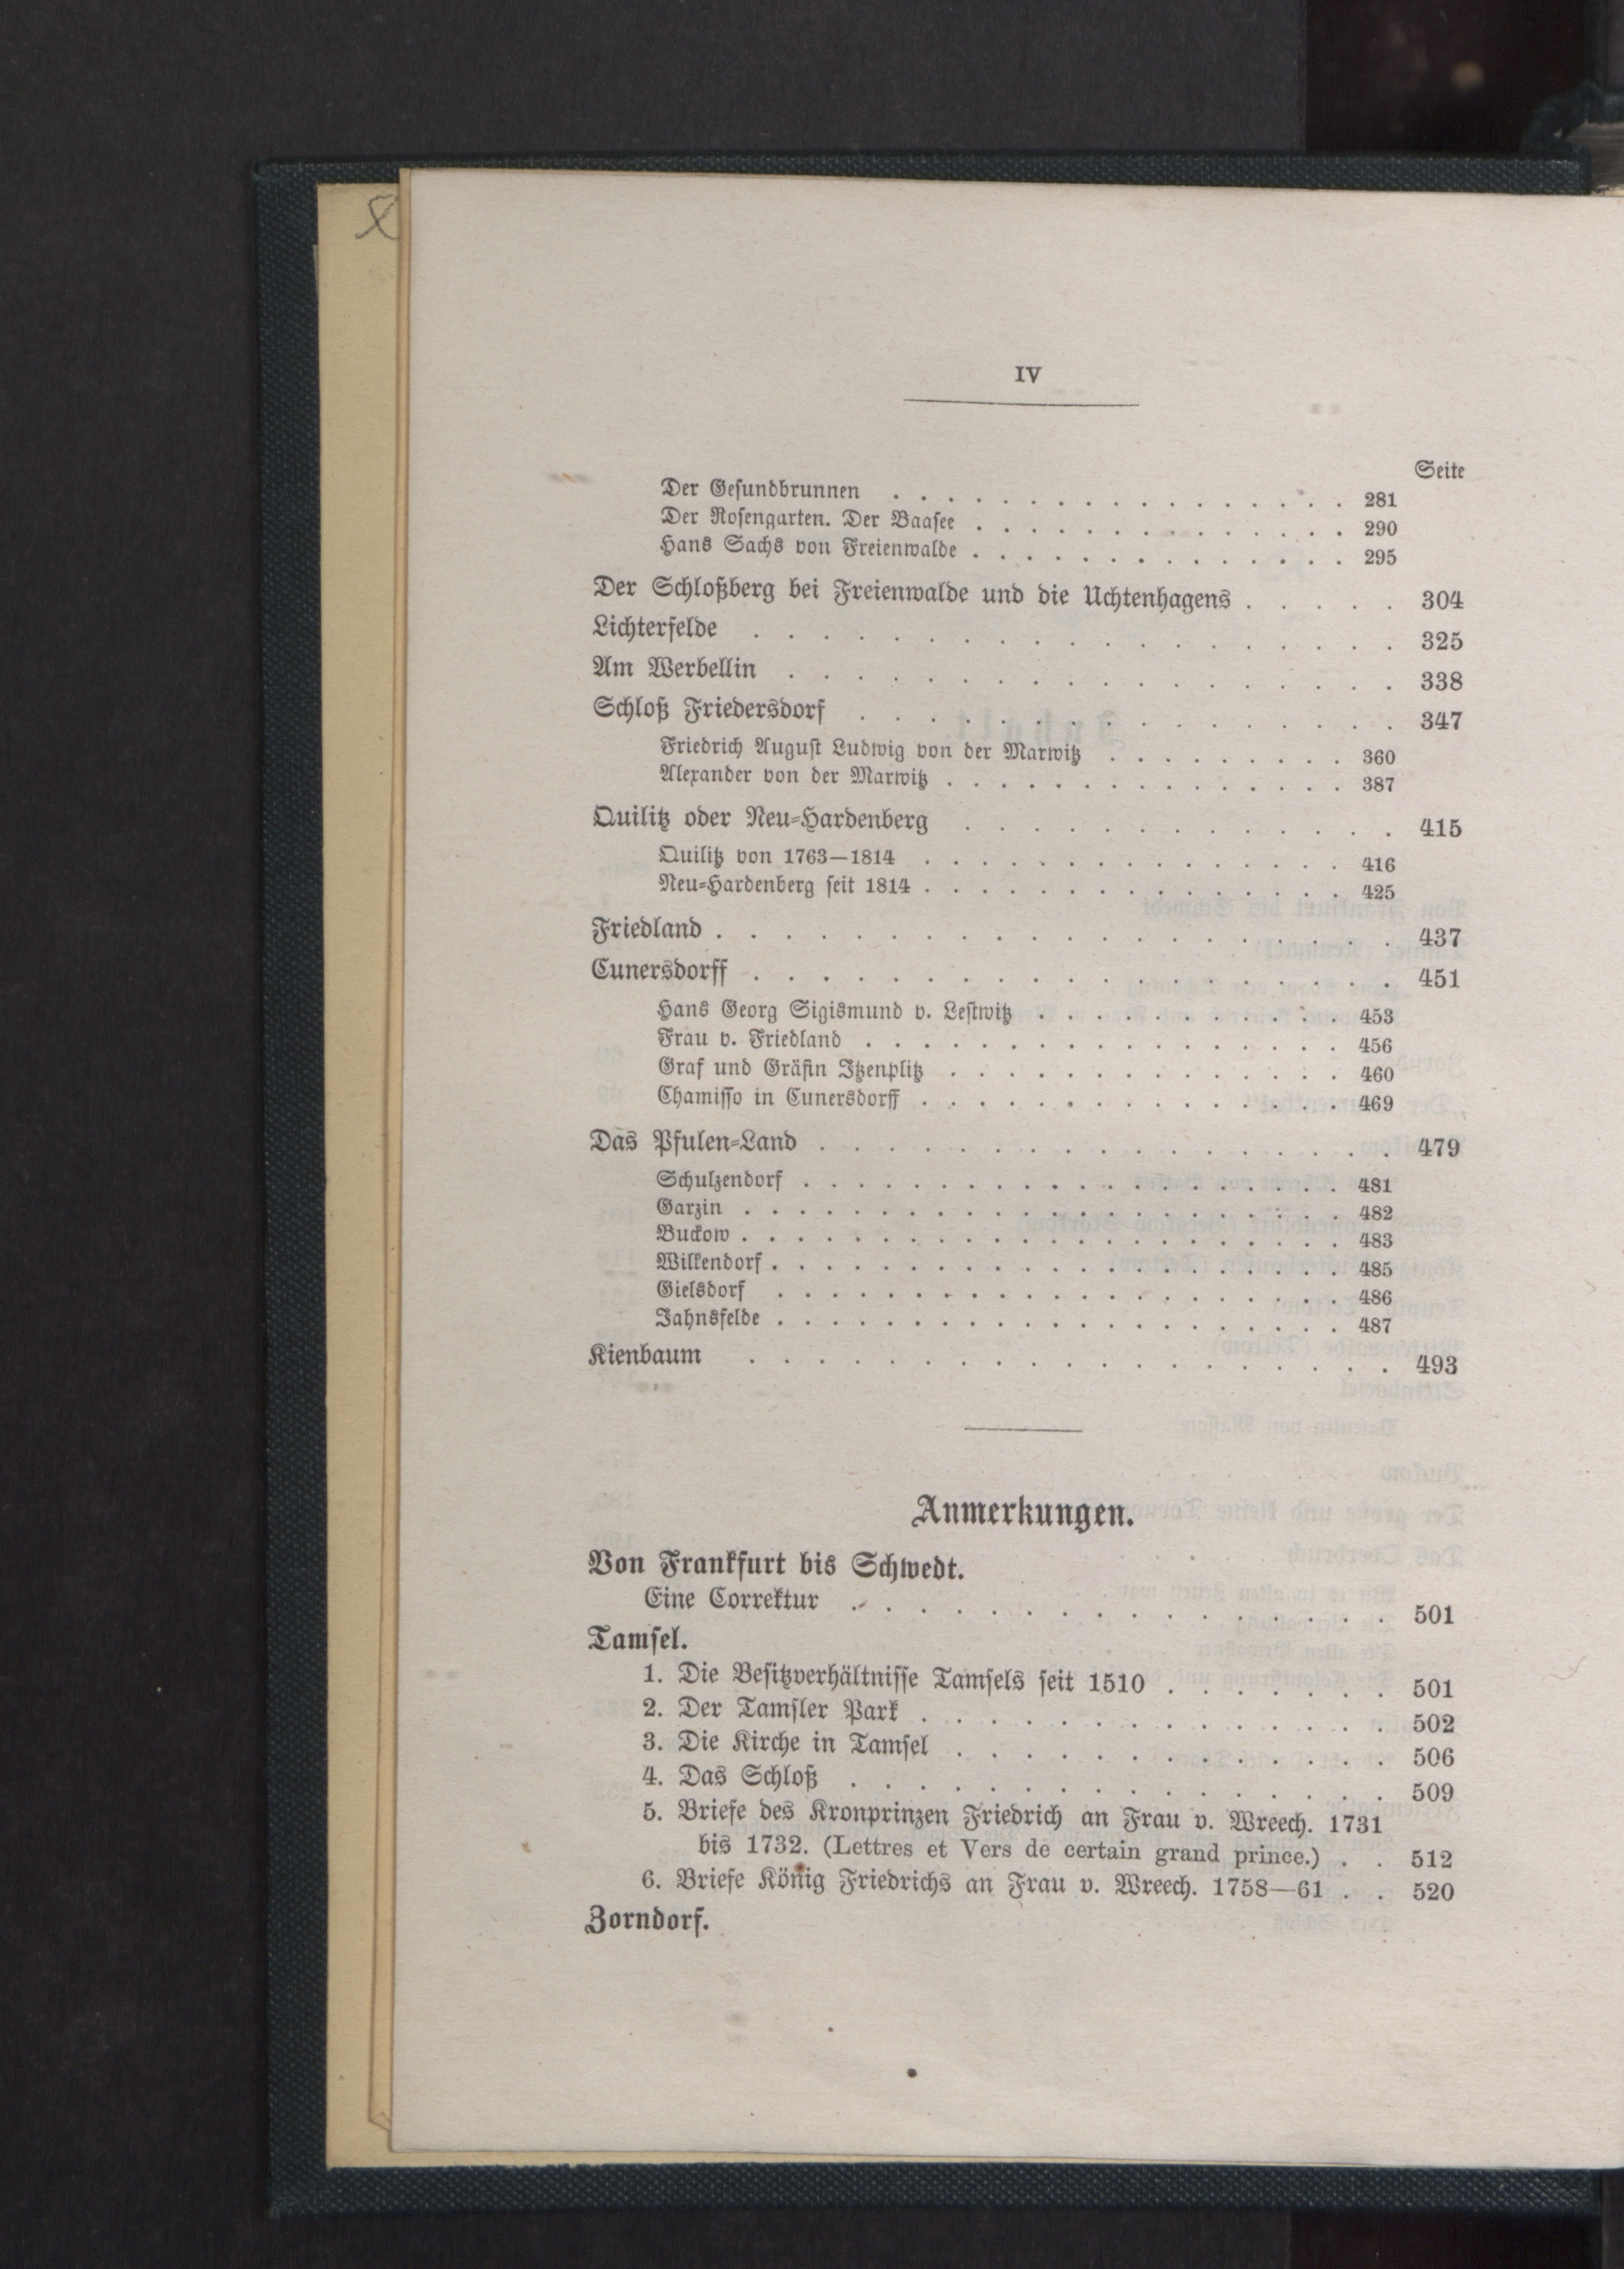 IV
Seite
Der Gesundbrunnen . . . . . . . . . . . . . . . . . 281
Der Rosengarten. Der Baasee . . . . . . . . . . . . . . 290
Hans Sachs von Freienwalde . . . . . . . . . . . . . . 295
Der Schloßberg bei Freienwalde und die Uchtenhagens . . . . . 304
Lichterfelde . . . . . . . . . . . . . . . . . . . 325
Am Werbellin . . . . . . . . . . . . . . . . . . 338
Schloß Friedersdorf . . . . . . . . . . . . . . . . 347
Friedrich August Ludwig von der Marwitz . . . . . . . . . 360
Alexander von der Marwitz . . . . . . . . . . . . . . . 387
Quilitz oder Neu-Hardenberg . . . . . . . . . . . . . 415
Quilitz von 1763—1814 . . . . . . . . . . . . . . . . 416
Neu-Hardenberg seit 1814 . . . . . . . . . . . . . . . . 425
Friedland . . . . . . . . . . . . . . . . . . . . 437
Cunersdorff . . . . . . . . . . . . . . . . . . . 451
Hans Georg Sigismund v. Lestwitz . . . . . . . . . . . . 453
Frau v. Friedland . . . . . . . . . . . . . . . . . . 456
Graf und Gräfin Itzenplitz . . . . . . . . . . . . . . . 460
Chamisso in Cunersdorff . . . . . . . . . . . . . . . . 469
Das Pfulen-Land . . . . . . . . . . . . . . . . . 479
Schulzendorf . . . . . . . . . . . . . . . . . . . . 481
Garzin . . . . . . . . . . . . . . . . . . . . . . 482
Buckow . . . . . . . . . . . . . . . . . . . . . . 483
Wilkendorf . . . . . . . . . . . . . . . . . . . . . 485
Gielsdorf . . . . . . . . . . . . . . . . . . . . . 486
Jahnsfelde . . . . . . . . . . . . . . . . . . . . . 487
Kienbaum . . . . . . . . . . . . . . . . . . . 493
Anmerkungen.
Von Frankfurt bis Schwedt.
Eine Correktur . . . . . . . . . . . . . . . . 501
Tamsel.
1. Die Besitzverhältnisse Tamsels seit 1510 . . . . . . . 501
2. Der Tamsler Park . . . . . . . . . . . . . . 502
3. Die Kirche in Tamsel . . . . . . . . . . . . . 506
4. Das Schloß . . . . . . . . . . . . . . . . 509
5. Briefe des Kronprinzen Friedrich an Frau v. Wreech. 1731
bis 1732. (Lettres et Vers de certain grand prince.) . . 512
6. Briefe König Friedrichs an Frau v. Wreech. 1758—61 . . 520
Zorndorf.